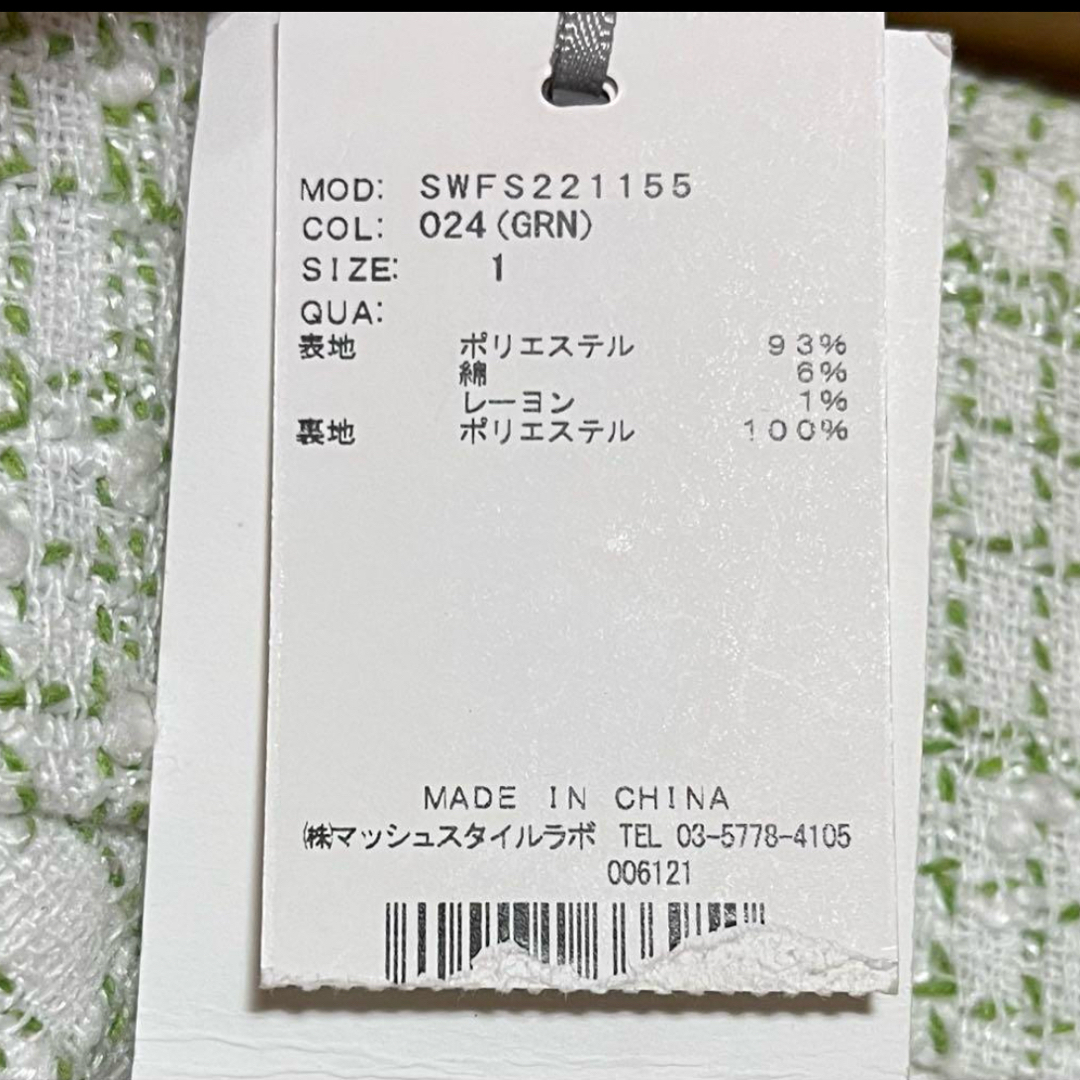 MOD: SWFS221155
COL: 024(GRN)
SIZE: 1
QUA:
表地 ポリエステル 93%
綿 6%
レーヨン 1%
裏地 ポリエステル 100%
MADE IN CHINA
㈱マッシュスタイルラボ TEL 03-5778-4105
006121